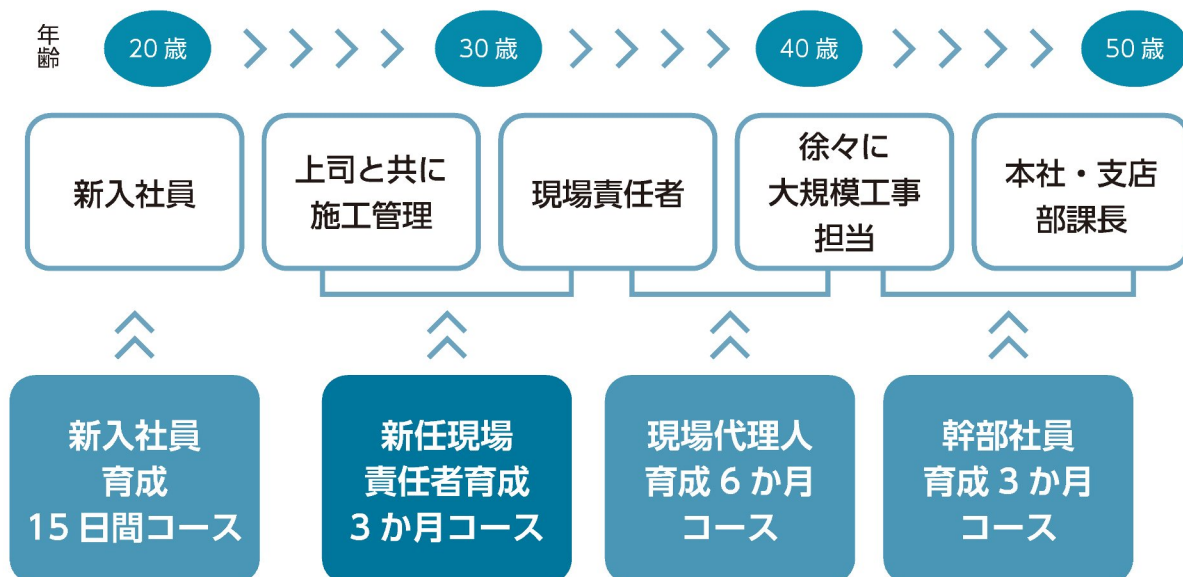 年齢
20歳
30歳
40歳
50歳
新入社員
上司と共に
施工管理
現場責任者
徐々に
大規模工事
担当
本社・支店
部課長
新入社員
育成
15日間コース
新任現場
責任者育成
3か月コース
現場代理人
育成6か月
コース
幹部社員
育成3か月
コース